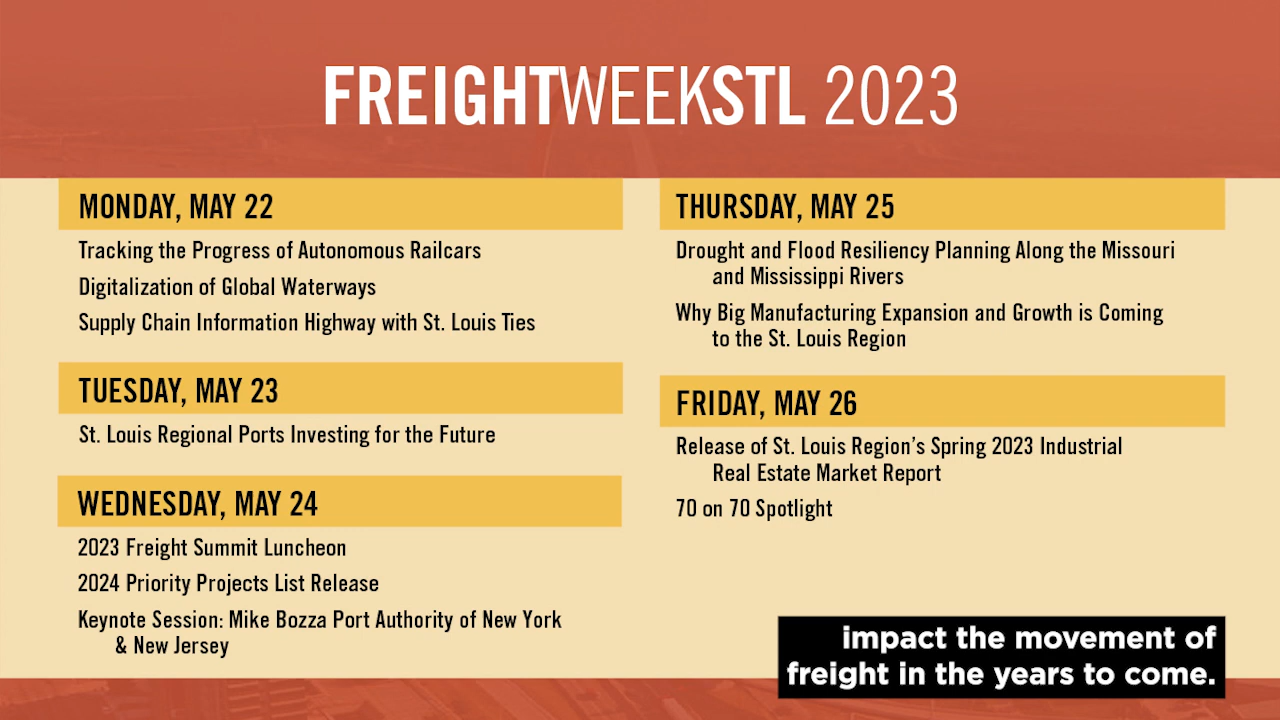 FREIGHTWEEKSTL 2023
MONDAY, MAY 22
Tracking the Progress of Autonomous Railcars
Digitalization of Global Waterways
Supply Chain Information Highway with St. Louis Ties
TUESDAY, MAY 23
St. Louis Regional Ports Investing for the Future
WEDNESDAY, MAY 24
2023 Freight Summit Luncheon
2024 Priority Projects List Release
Keynote Session: Mike Bozza Port Authority of New York
& New Jersey
THURSDAY, MAY 25
Drought and Flood Resiliency Planning Along the Missouri
and Mississippi Rivers
Why Big Manufacturing Expansion and Growth is Coming
to the St. Louis Region
FRIDAY, MAY 26
Release of St. Louis Region’s Spring 2023 Industrial
Real Estate Market Report
70 on 70 Spotlight
impact the movement of
freight in the years to come.